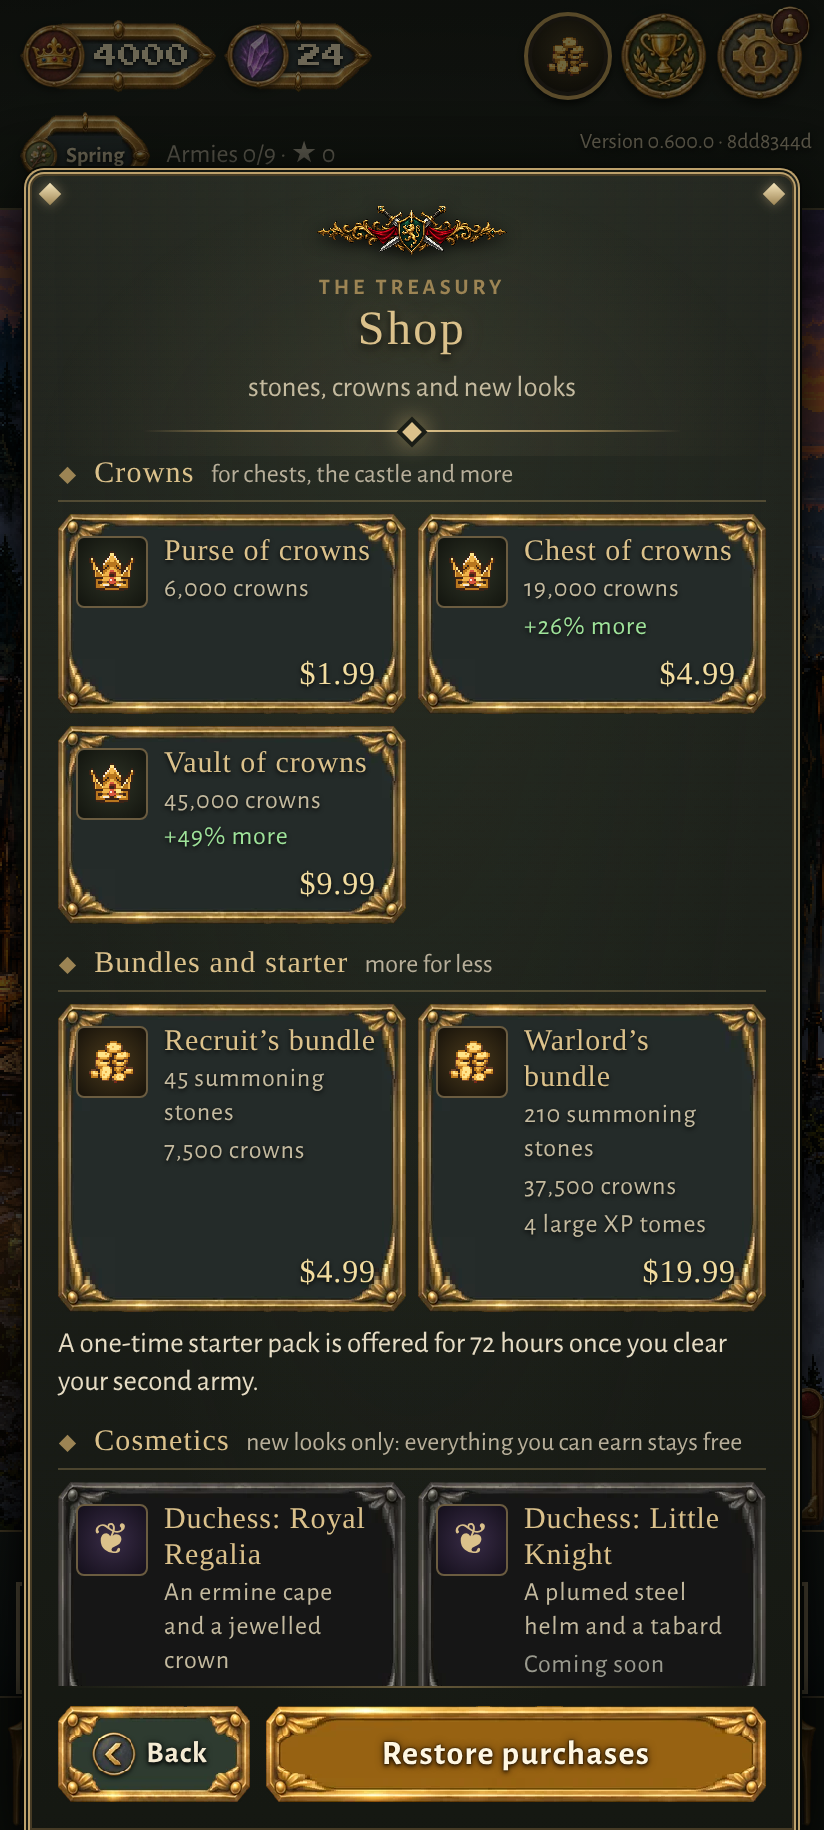 4000
24
Spring
Armies 0/9 · ★ 0
Version 0.600.0 · 8dd8344d
THE TREASURY
Shop
stones, crowns and new looks
Crowns for chests, the castle and more
Purse of crowns
6,000 crowns
$1.99
Chest of crowns
19,000 crowns
+26% more
$4.99
Vault of crowns
45,000 crowns
+49% more
$9.99
Bundles and starter more for less
Recruit’s bundle
45 summoning
stones
7,500 crowns
$4.99
Warlord’s
bundle
210 summoning
stones
37,500 crowns
4 large XP tomes
$19.99
A one-time starter pack is offered for 72 hours once you clear
your second army.
Cosmetics new looks only: everything you can earn stays free
Duchess: Royal
Regalia
An ermine cape
and a jewelled
crown
Duchess: Little
Knight
A plumed steel
helm and a tabard
Coming soon
Back
Restore purchases